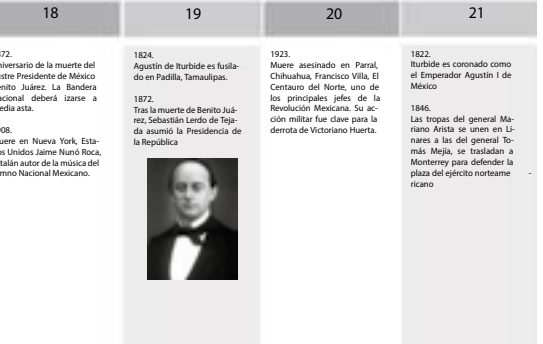 18
19
20
21
1872.
aniversario de la muerte del
ustre Presidente de México
enito Juárez. La Bandera
acional deberá izarse a
edia asta.
1908.
uere en Nueva York, Esta-
os Unidos Jaime Nunó Roca,
atalán autor de la música del
mno Nacional Mexicano.
1824.
Agustín de Iturbide es fusila-
do en Padilla, Tamaulipas.
1872.
Tras la muerte de Benito Juá-
rez, Sebastián Lerdo de Teja-
da asumió la Presidencia de
la República
1923.
Muere asesinado en Parral,
Chihuahua, Francisco Villa, El
Centauro del Norte, uno de
los principales jefes de la
Revolución Mexicana. Su ac-
ción militar fue clave para la
derrota de Victoriano Huerta.
1822.
Iturbide es coronado como
el Emperador Agustín I de
México
1846.
Las tropas del general Ma-
riano Arista se unen en Li-
nares a las del general To-
más Mejía, se trasladan a
Monterrey para defender la
plaza del ejército norteame -
ricano